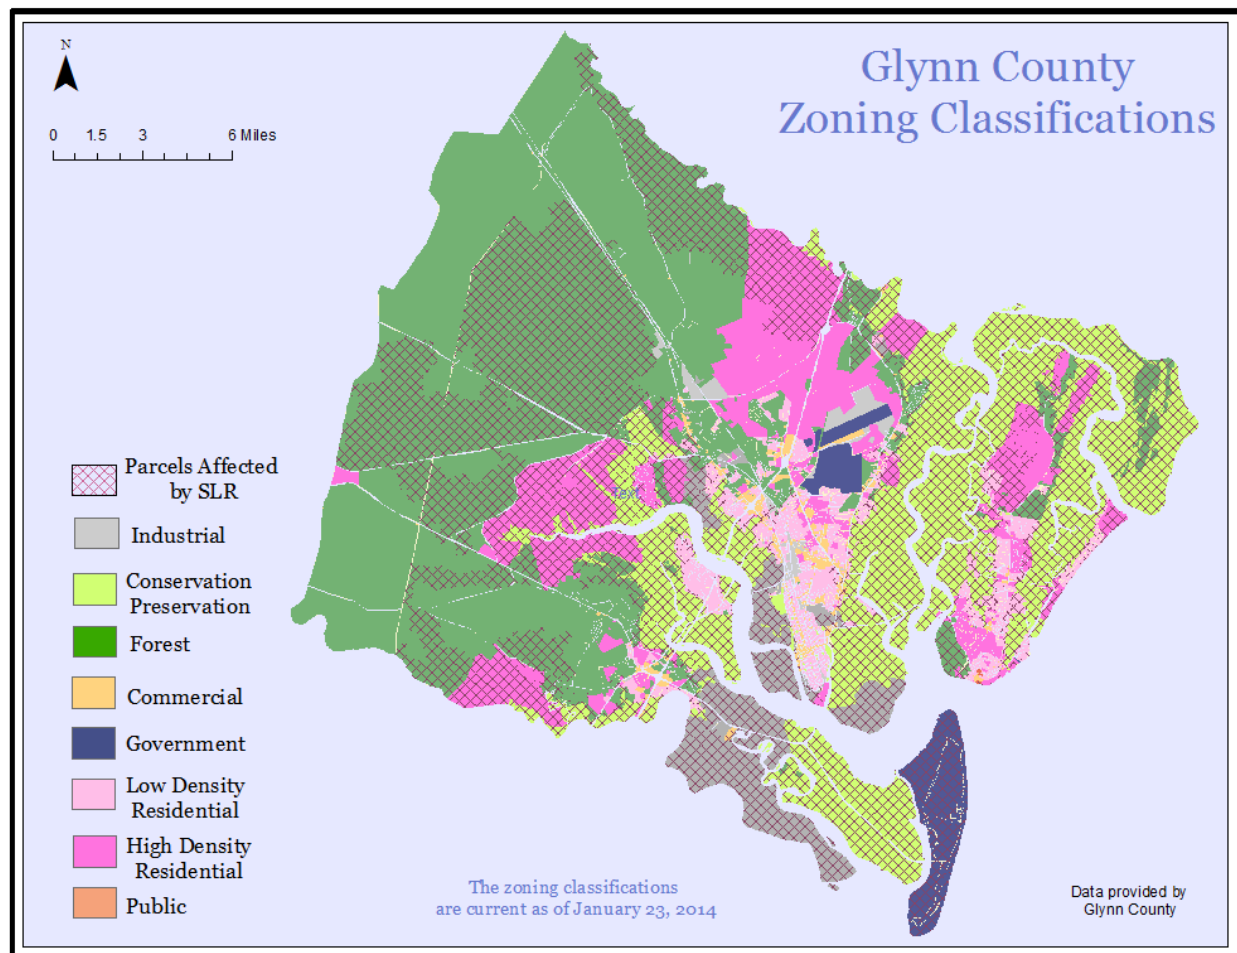 N
0 1.5 3 6 Miles
Glynn County
Zoning Classifications
Parcels Affected
by SLR
Industrial
Conservation
Preservation
Forest
Commercial
Government
Low Density
Residential
High Density
Residential
Public
Text
The zoning classifications
are current as of January 23, 2014
Data provided by
Glynn County